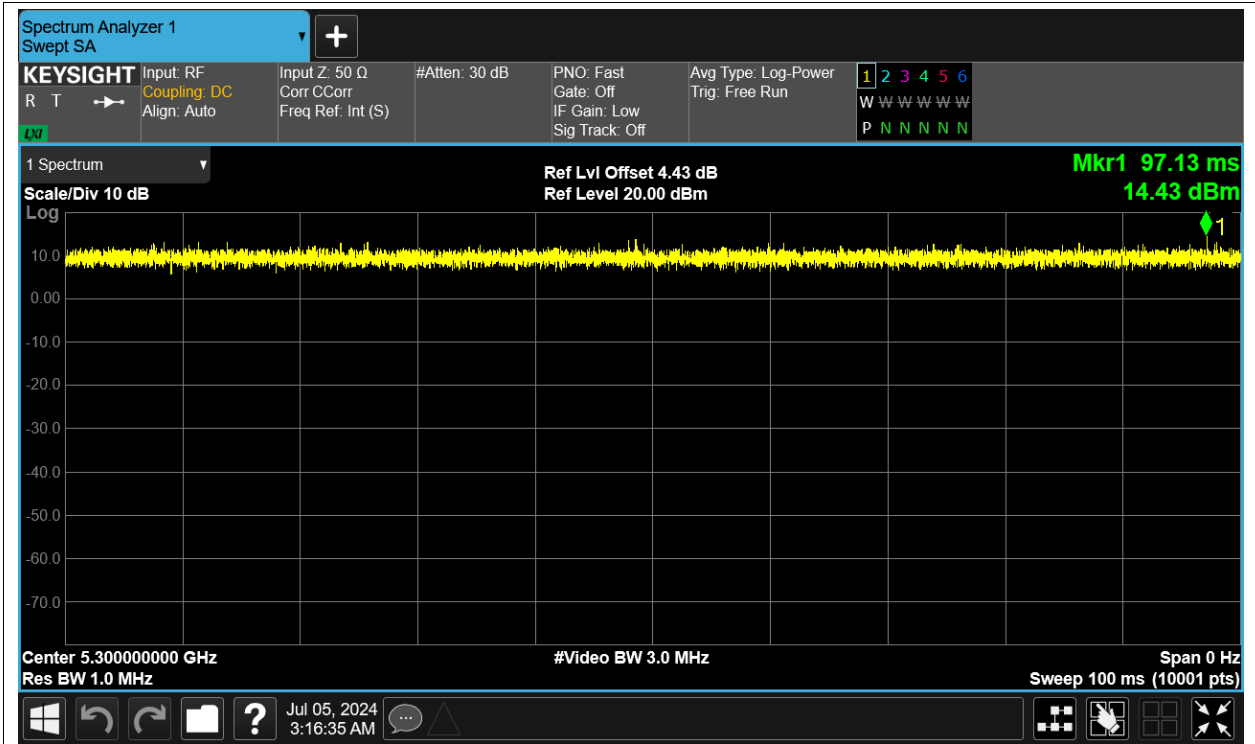 Spectrum Analyzer 1
Swept SA
+
KEYSIGHT
R T
LXI
Input: RF
Coupling: DC
Align: Auto
Input Z: 50 Ω
Corr CCorr
Freq Ref: Int (S)
#Atten: 30 dB
PNO: Fast
Gate: Off
IF Gain: Low
Sig Track: Off
Avg Type: Log-Power
Trig: Free Run
1 2 3 4 5 6
W W W W W W
P N N N N N
1 Spectrum
Scale/Div 10 dB
Log
Ref Lvl Offset 4.43 dB
Ref Level 20.00 dBm
Mkr1 97.13 ms
14.43 dBm
1
10.0
0.00
-10.0
-20.0
-30.0
-40.0
-50.0
-60.0
-70.0
Center 5.300000000 GHz
Res BW 1.0 MHz
#Video BW 3.0 MHz
Span 0 Hz
Sweep 100 ms (10001 pts)
?
Jul 05, 2024
3:16:35 AM